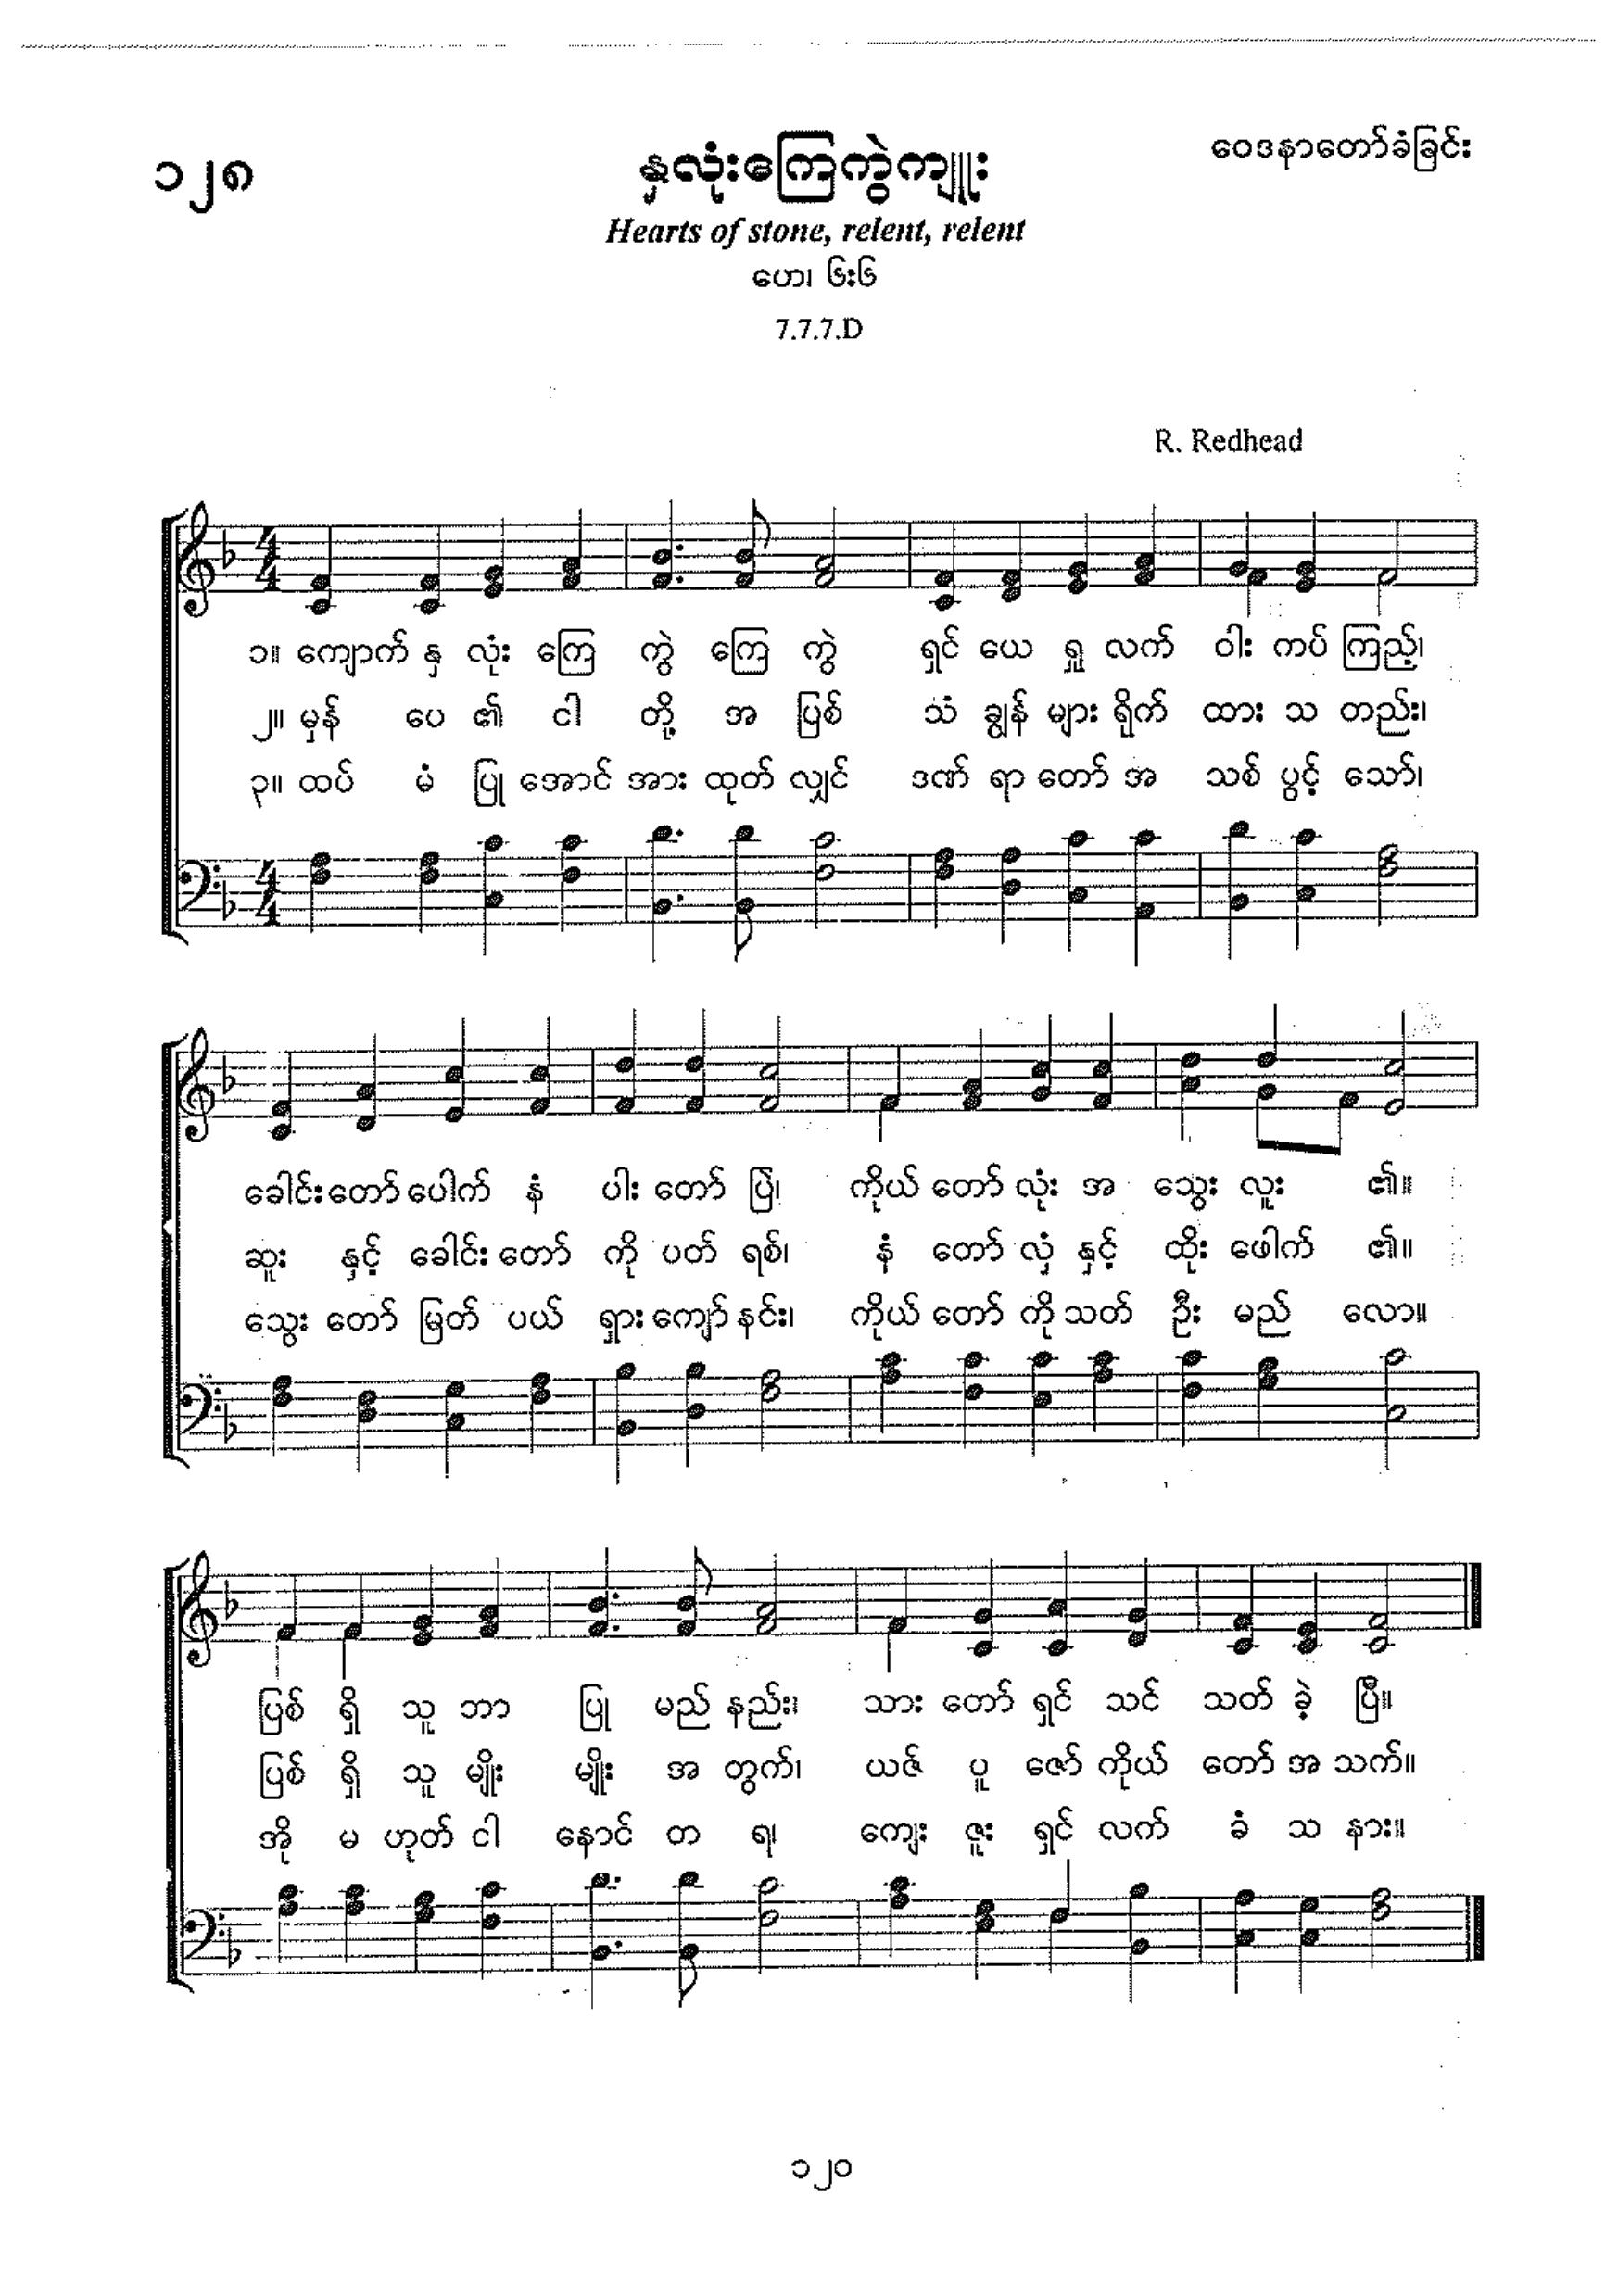 ၁၂၈
နှလုံးကြေကွဲကျူး
ဝေဒနာတော်ခံခြင်း
Hearts of stone, relent, relent
ဟေ၊ ၆း၆
7.7.7.D
R. Redhead
၁။ ကျောက် နှ လုံး ကြေ ကွဲ ကြေ ကွဲ ရှင် ယေ ရှု လက် ဝါး ကပ် ကြည့်၊
၂။ မှန် ပေ ၏ ငါ တို့ အ ပြစ် သံ ချွန် များ ရိုက် ထား သ တည်း၊
၃။ ထပ် မံ ပြု အောင် အား ထုတ် လျှင် ဒဏ် ရာ တော် အ သစ် ပွင့် သော်၊
ခေါင်း တော် ပေါက် နံ ပါး တော် ပြဲ၊ ကိုယ် တော် လုံး အ သွေး လူး ၏။
ဆူး နှင့် ခေါင်း တော် ကို ပတ် ရစ်၊ နံ တော် လှံ နှင့် ထိုး ဖေါက် ၏။
သွေး တော် မြတ် ပယ် ရှား ကျော် နင်း၊ ကိုယ် တော် ကို သတ် ဦး မည် လော။
ပြစ် ရှိ သူ ဘာ ပြု မည် နည်း၊ သား တော် ရှင် သင် သတ် ခဲ့ ပြီ။
ပြစ် ရှိ သူ မျိုး မျိုး အ တွက်၊ ယဇ် ပူ ဇော် ကိုယ် တော် အ သက်။
အို မ ဟုတ် ငါ နောင် တ ရ၊ ကျေး ဇူး ရှင် လက် ခံ သ နား။
၁၂၀